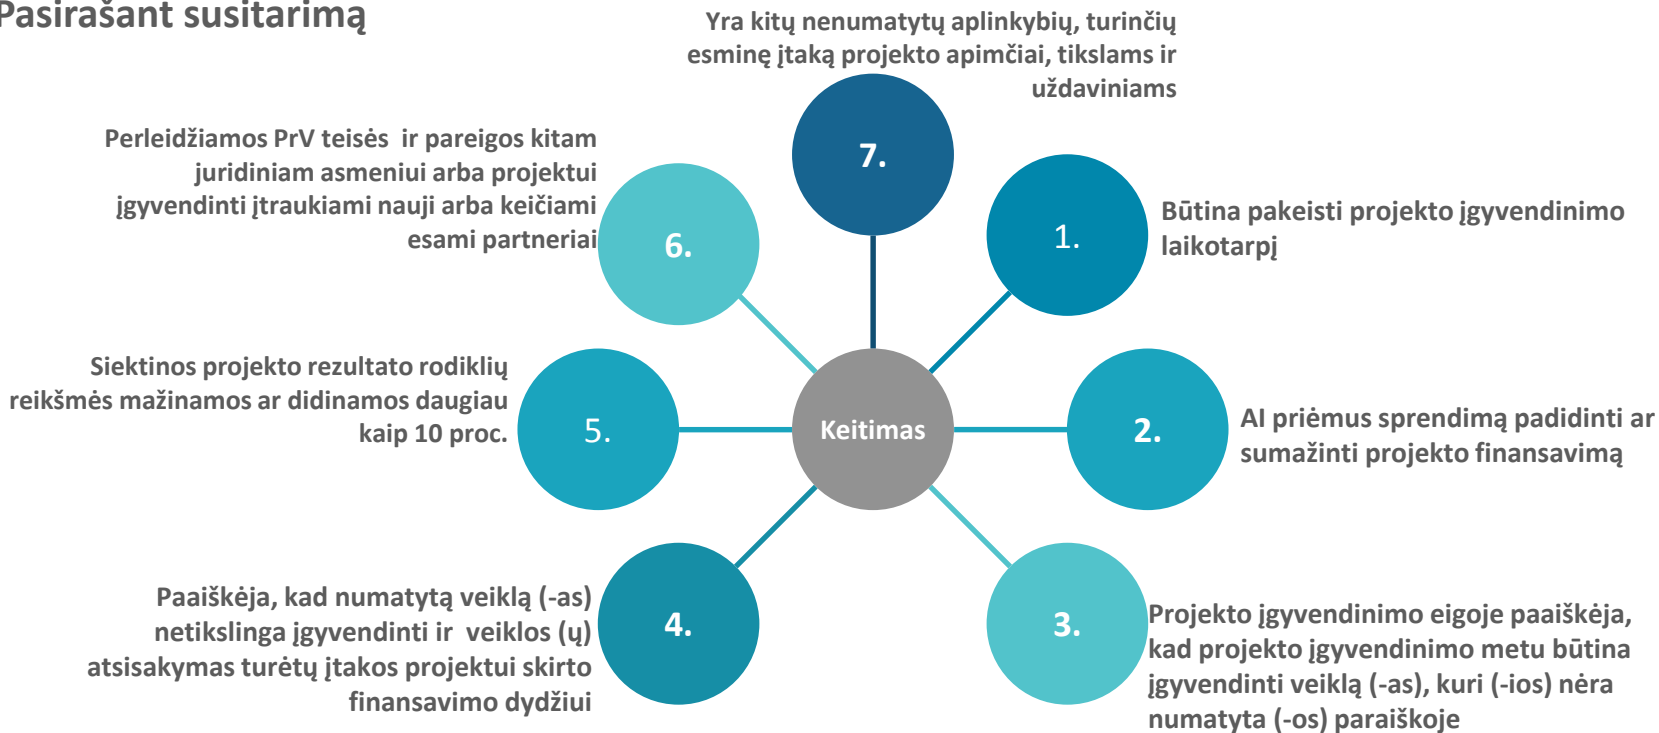 Pasirašant susitarimą
Yra kitų nenumatytų aplinkybių, turinčių
esminę įtaką projekto apimčiai, tikslams ir
uždaviniams
7.
1.
Būtina pakeisti projekto įgyvendinimo
laikotarpį
2.
AI priėmus sprendimą padidinti ar
sumažinti projekto finansavimą
3.
Projekto įgyvendinimo eigoje paaiškėja,
kad projekto įgyvendinimo metu būtina
įgyvendinti veiklą (-as), kuri (-ios) nėra
numatyta (-os) paraiškoje
Paaiškėja, kad numatytą veiklą (-as)
netikslinga įgyvendinti ir  veiklos (ų)
atsisakymas turėtų įtakos projektui skirto
finansavimo dydžiui
4.
Siektinos projekto rezultato rodiklių
reikšmės mažinamos ar didinamos daugiau
kaip 10 proc.
5.
Perleidžiamos PrV teisės  ir pareigos kitam
juridiniam asmeniui arba projektui
įgyvendinti įtraukiami nauji arba keičiami
esami partneriai
6.
Keitimas